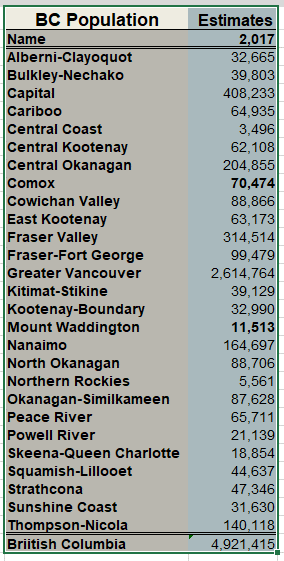 BC Population Estimates
Name 2,017
Alberni-Clayoquot 32,665
Bulkley-Nechako 39,803
Capital 408,233
Cariboo 64,935
Central Coast 3,496
Central Kootenay 62,108
Central Okanagan 204,855
Comox 70,474
Cowichan Valley 88,866
East Kootenay 63,173
Fraser Valley 314,514
Fraser-Fort George 99,479
Greater Vancouver 2,614,764
Kitimat-Stikine 39,129
Kootenay-Boundary 32,990
Mount Waddington 11,513
Nanaimo 164,697
North Okanagan 88,706
Northern Rockies 5,561
Okanagan-Similkameen 87,628
Peace River 65,711
Powell River 21,139
Skeena-Queen Charlotte 18,854
Squamish-Lillooet 44,637
Strathcona 47,346
Sunshine Coast 31,630
Thompson-Nicola 140,118
Briitish Columbia 4,921,415